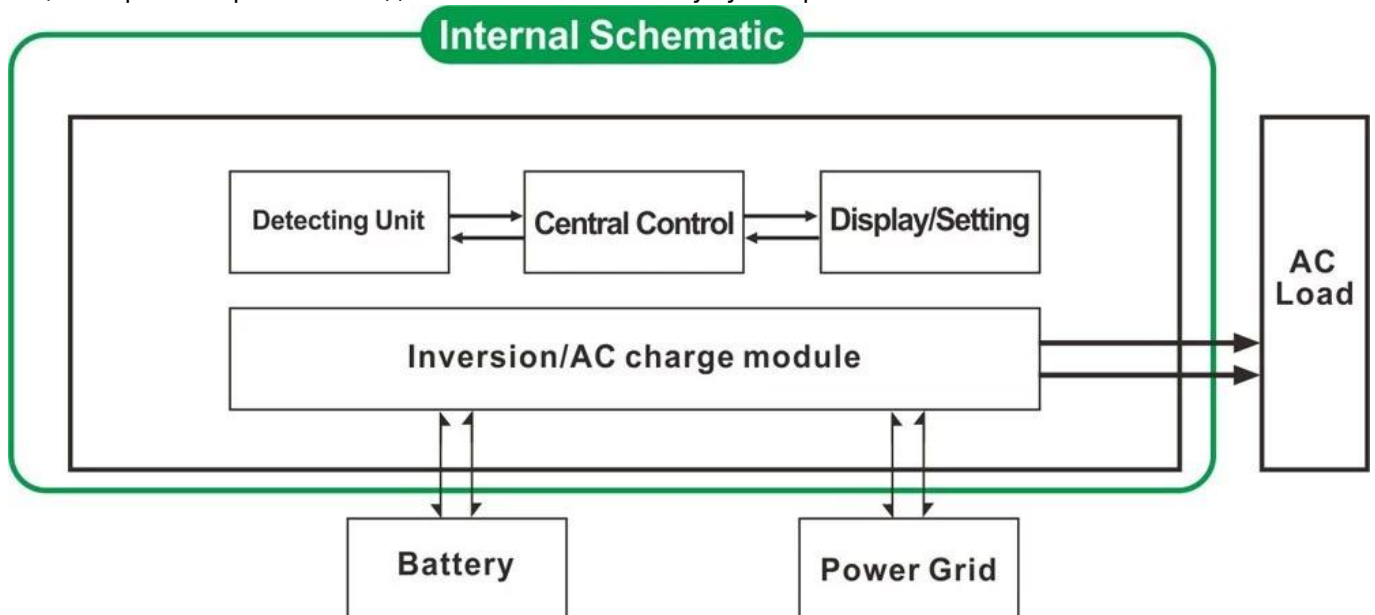 Internal Schematic
Detecting Unit
Central Control
Display/Setting
AC
Load
Inversion/AC charge module
Battery
Power Grid